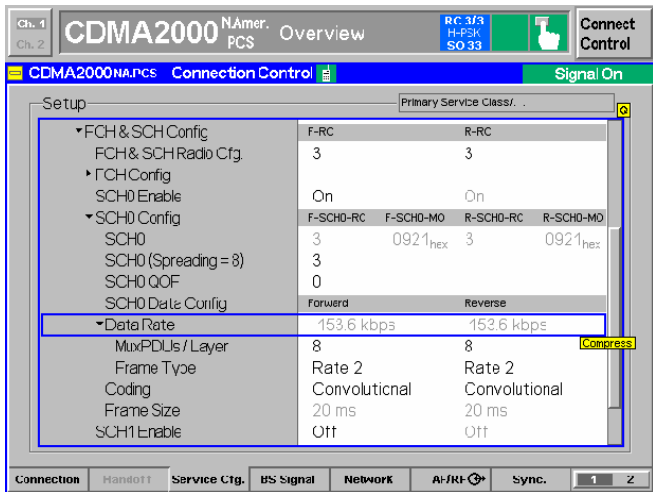 Ch. 1
Ch. 2
CDMA2000 N.Amer. PCS Overview
RC 3/3
H-PSK
SO 33
Connect Control
CDMA2000 NA.PCS Connection Control Signal On
Setup Primary Service Class/. .
Q
FCH & SCH Config F-RC R-RC
FCH & SCH Radio Cfg. 3 3
FCH Config
SCH0 Enable On On
SCH0 Config F-SCH0-RC F-SCH0-MO R-SCH0-RC R-SCH0-MO
SCH0 3 0921hex 3 0921hex
SCH0 (Spreading = 8) 3
SCH0 QOF 0
SCH0 Data Config Forward Reverse
Data Rate 153.6 kbps 153.6 kbps
Compress
MuxPDUs / Layer 8 8
Frame Type Rate 2 Rate 2
Coding Convolutional Convolutional
Frame Size 20 ms 20 ms
SCH1 Enable Off Off
Connection Handoff Service Cfg. BS Signal Network AF/RF Sync. 1 2